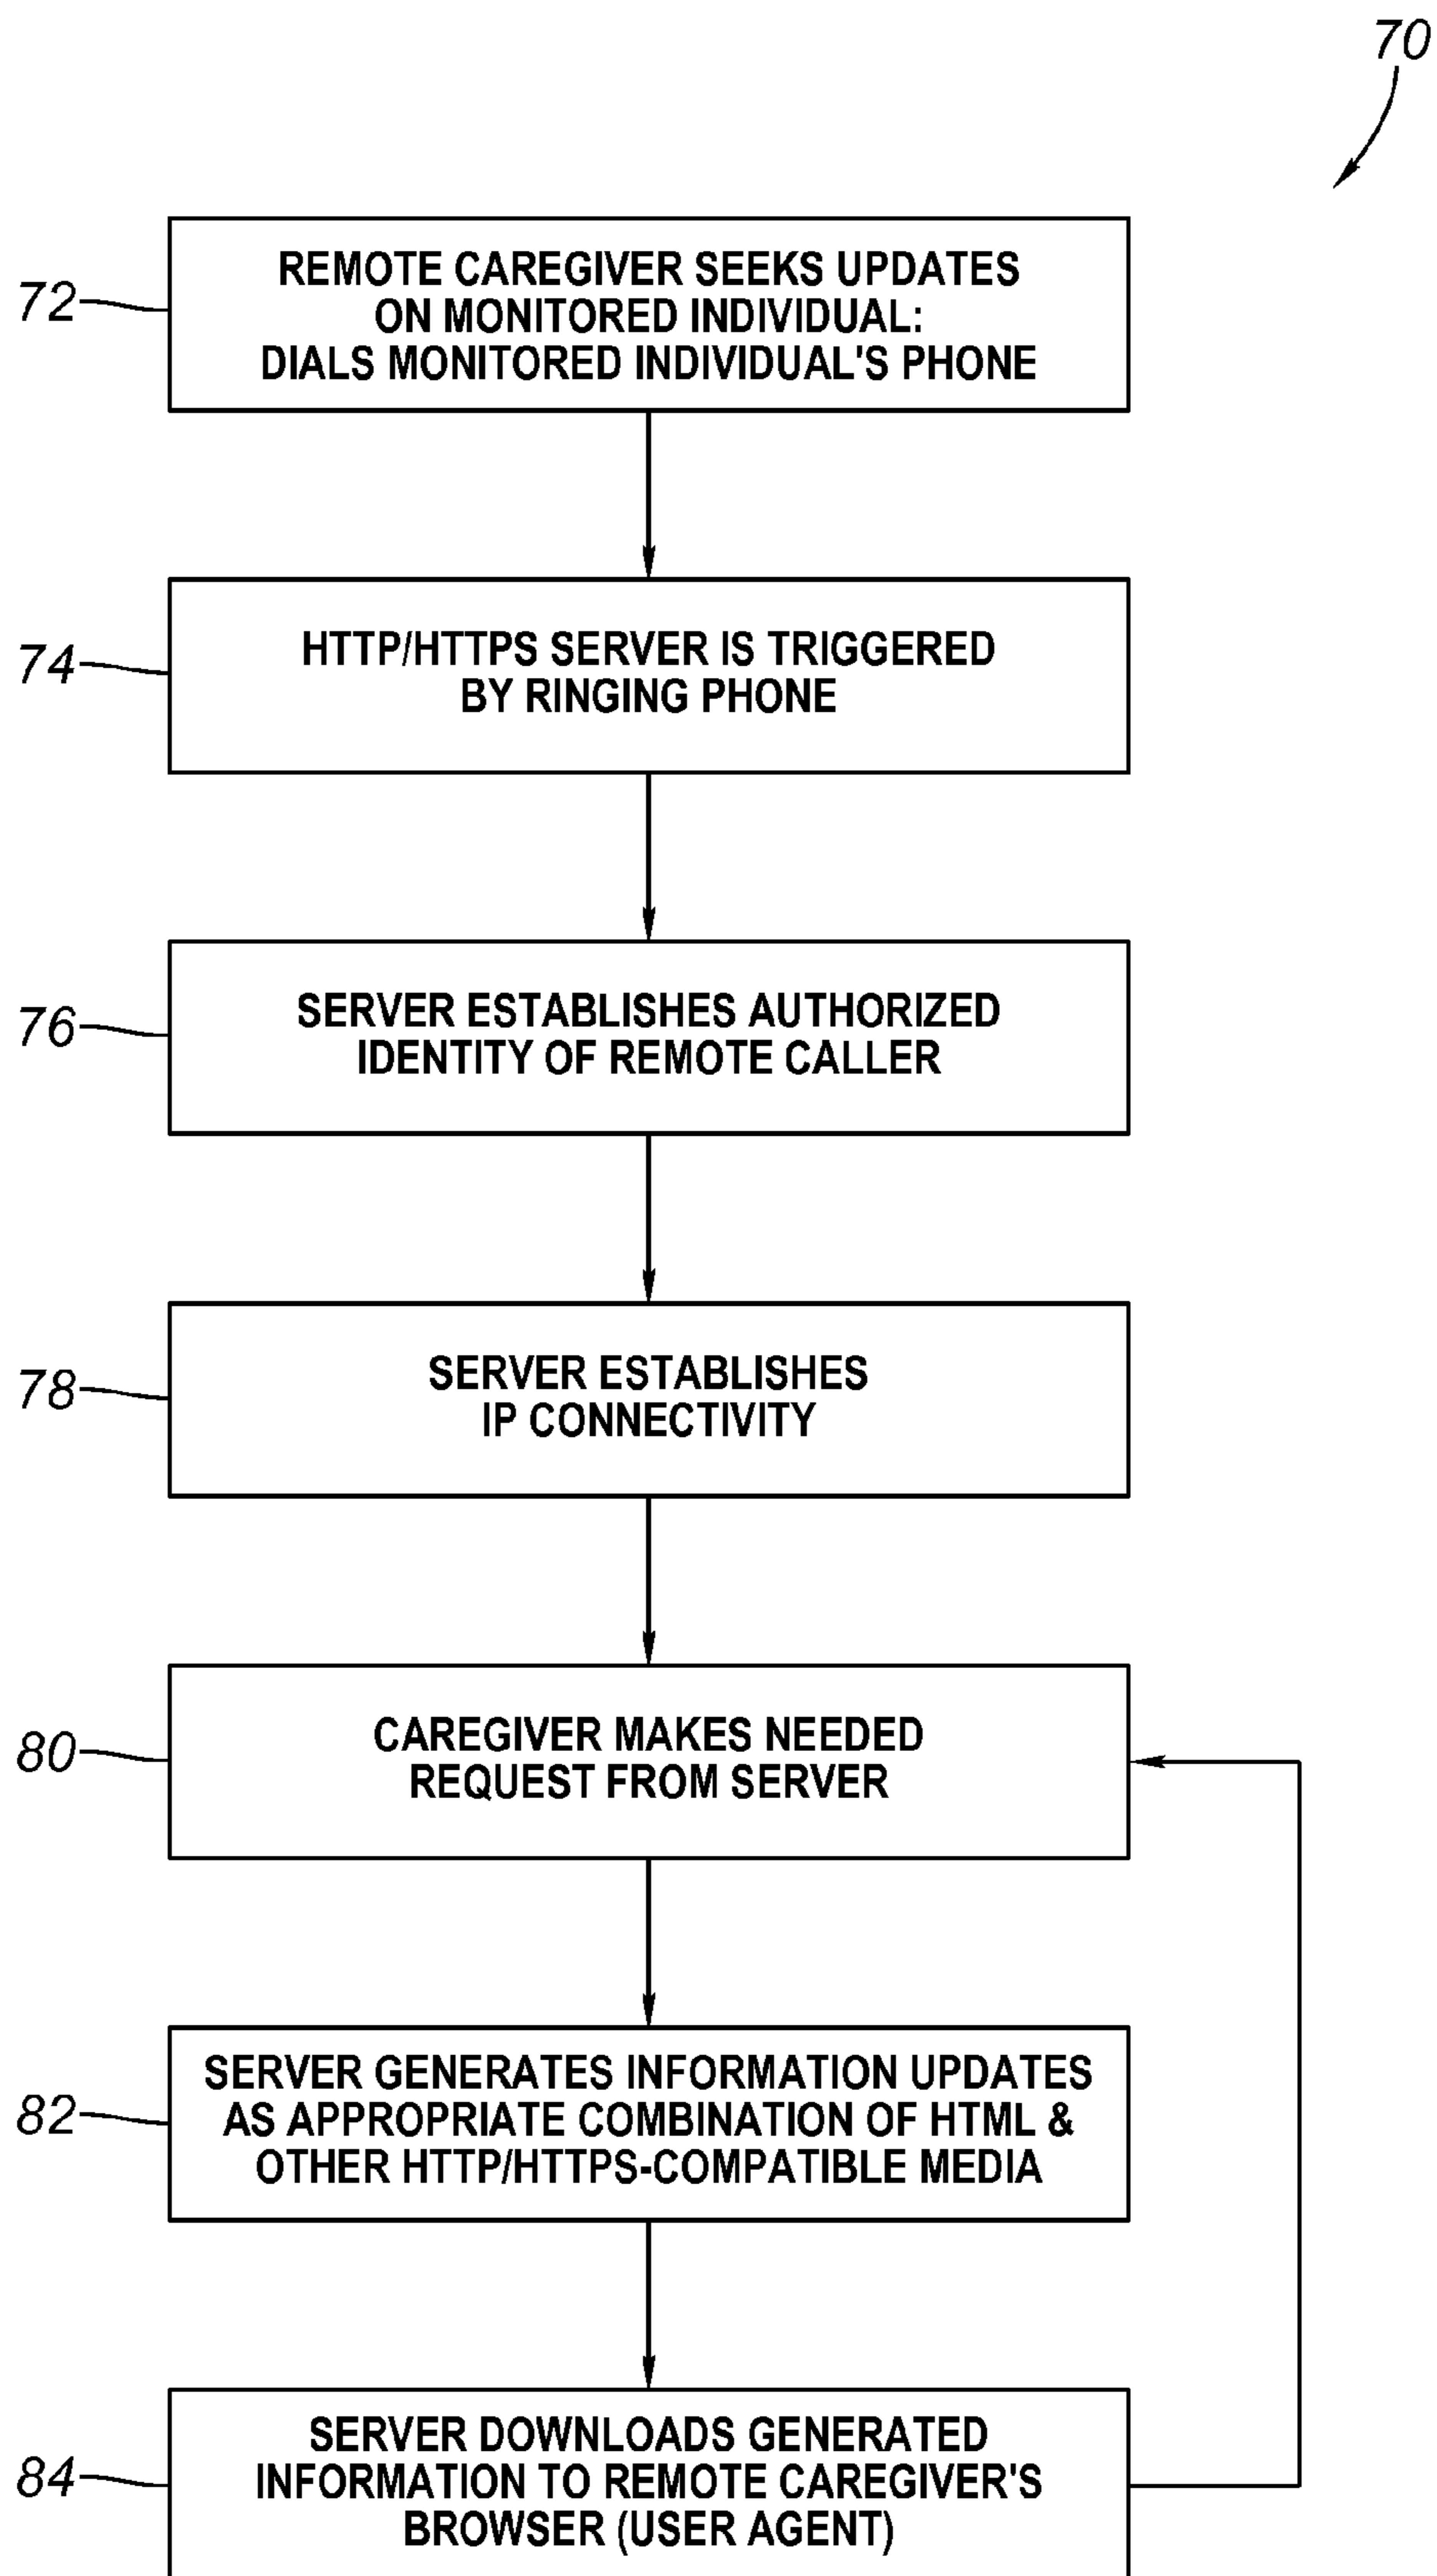 70
72
REMOTE CAREGIVER SEEKS UPDATES
ON MONITORED INDIVIDUAL:
DIALS MONITORED INDIVIDUAL'S PHONE
74
HTTP/HTTPS SERVER IS TRIGGERED
BY RINGING PHONE
76
SERVER ESTABLISHES AUTHORIZED
IDENTITY OF REMOTE CALLER
78
SERVER ESTABLISHES
IP CONNECTIVITY
80
CAREGIVER MAKES NEEDED
REQUEST FROM SERVER
82
SERVER GENERATES INFORMATION UPDATES
AS APPROPRIATE COMBINATION OF HTML &
OTHER HTTP/HTTPS-COMPATIBLE MEDIA
84
SERVER DOWNLOADS GENERATED
INFORMATION TO REMOTE CAREGIVER'S
BROWSER (USER AGENT)